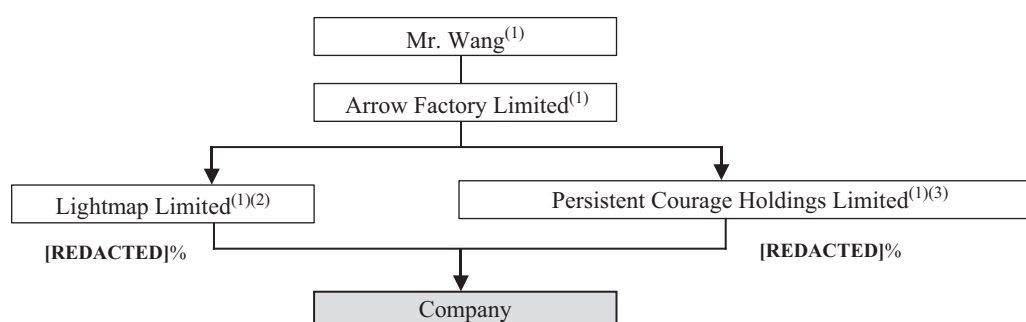 Mr. Wang(1)
Arrow Factory Limited(1)
Lightmap Limited(1)(2)
Persistent Courage Holdings Limited(1)(3)
[REDACTED]%
[REDACTED]%
Company